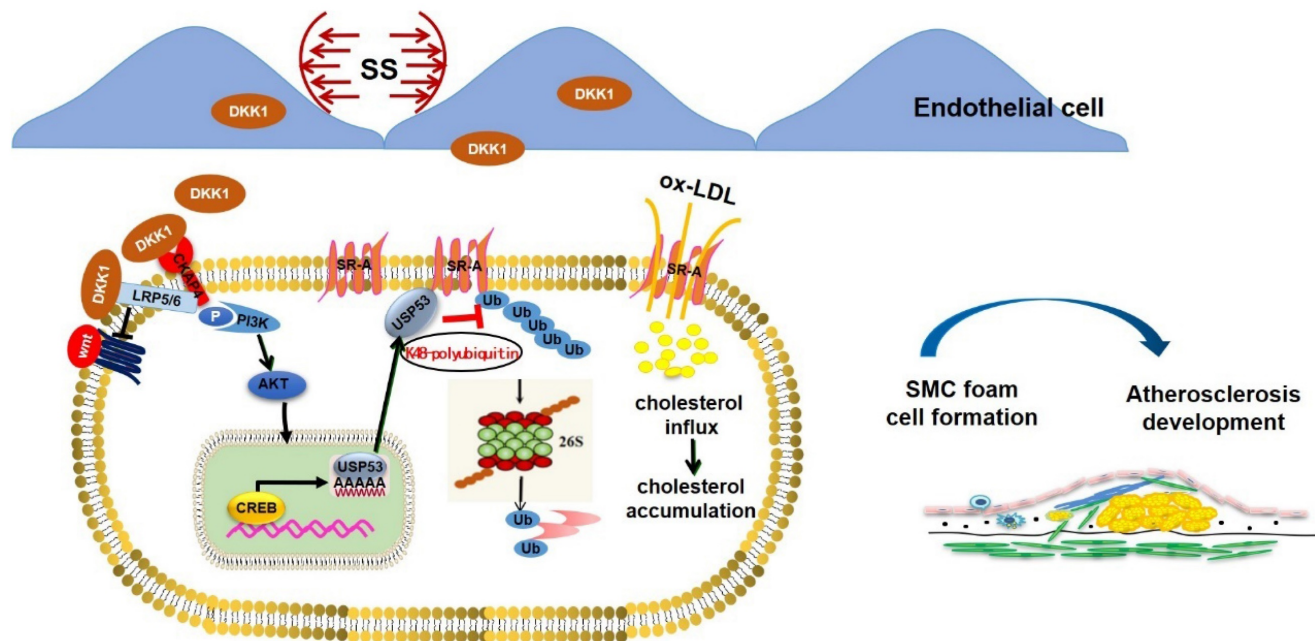 SS
DKK1
DKK1
DKK1
Endothelial cell
DKK1
DKK1
CKAP4
DKK1
LRP5/6
wnt
P
PI3K
AKT
CREB
USP53
AAAAA
SR-A
SR-A
USP53
Ub
Ub
Ub
Ub
Ub
K48-polyubiquitin
26S
Ub
Ub
ox-LDL
SR-A
cholesterol
influx
cholesterol
accumulation
SMC foam
cell formation
Atherosclerosis
development